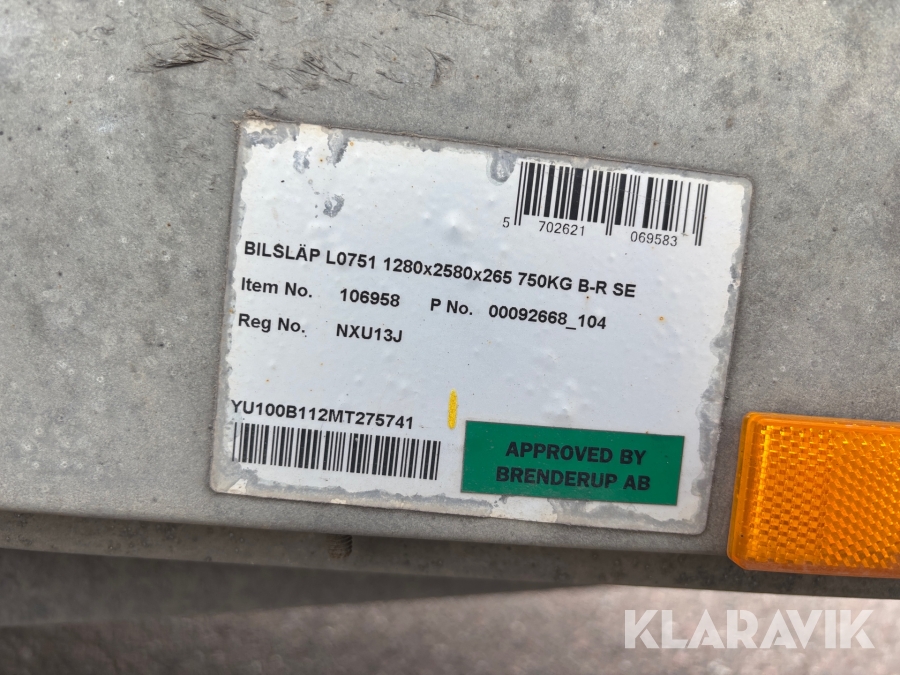 5 702621 069583
BILSLÄP L0751 1280x2580x265 750KG B-R SE
Item No. 106958 P No. 00092668_104
Reg No. NXU13J
YU100B112MT275741
APPROVED BY
BRENDERUP AB
KLARAVIK